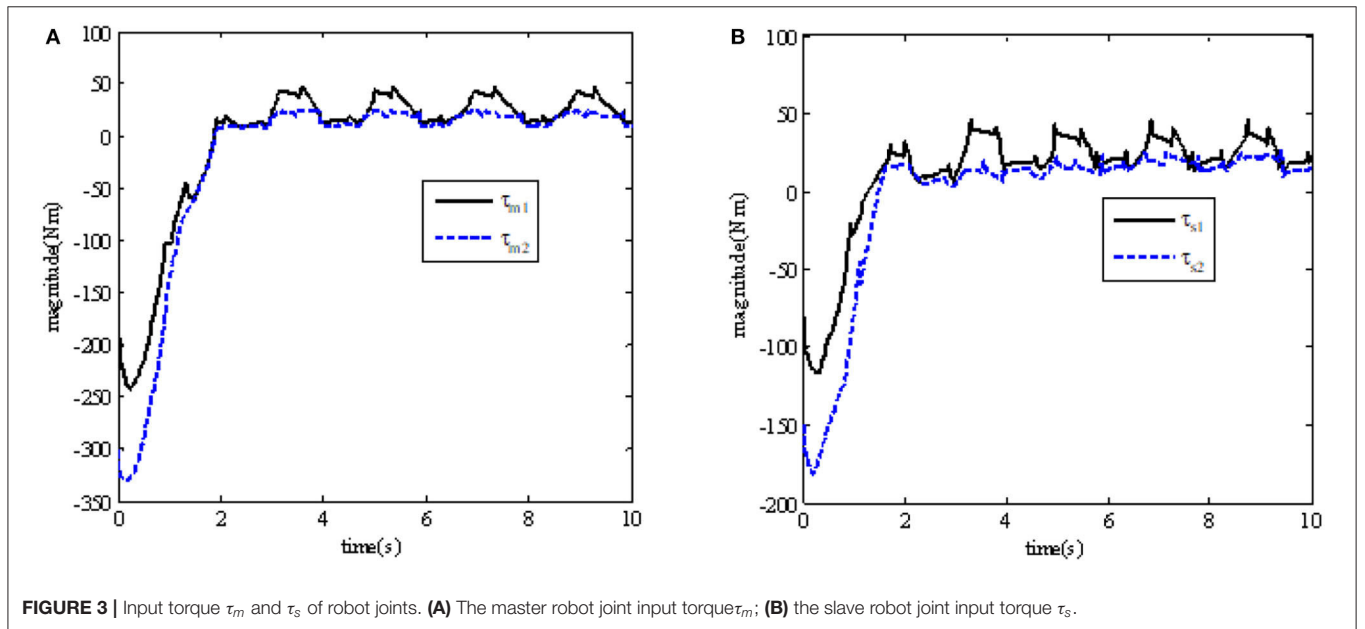 A
100
50
0
-50
-100
-150
-200
-250
-300
-350
0 2 4 6 8 10
magnitude(Nm)
time(s)
τm1
τm2
B
100
50
0
-50
-100
-150
-200
0 2 4 6 8 10
magnitude(Nm)
time(s)
τs1
τs2
FIGURE 3 | Input torque τm and τs of robot joints. (A) The master robot joint input torqueτm; (B) the slave robot joint input torque τs.